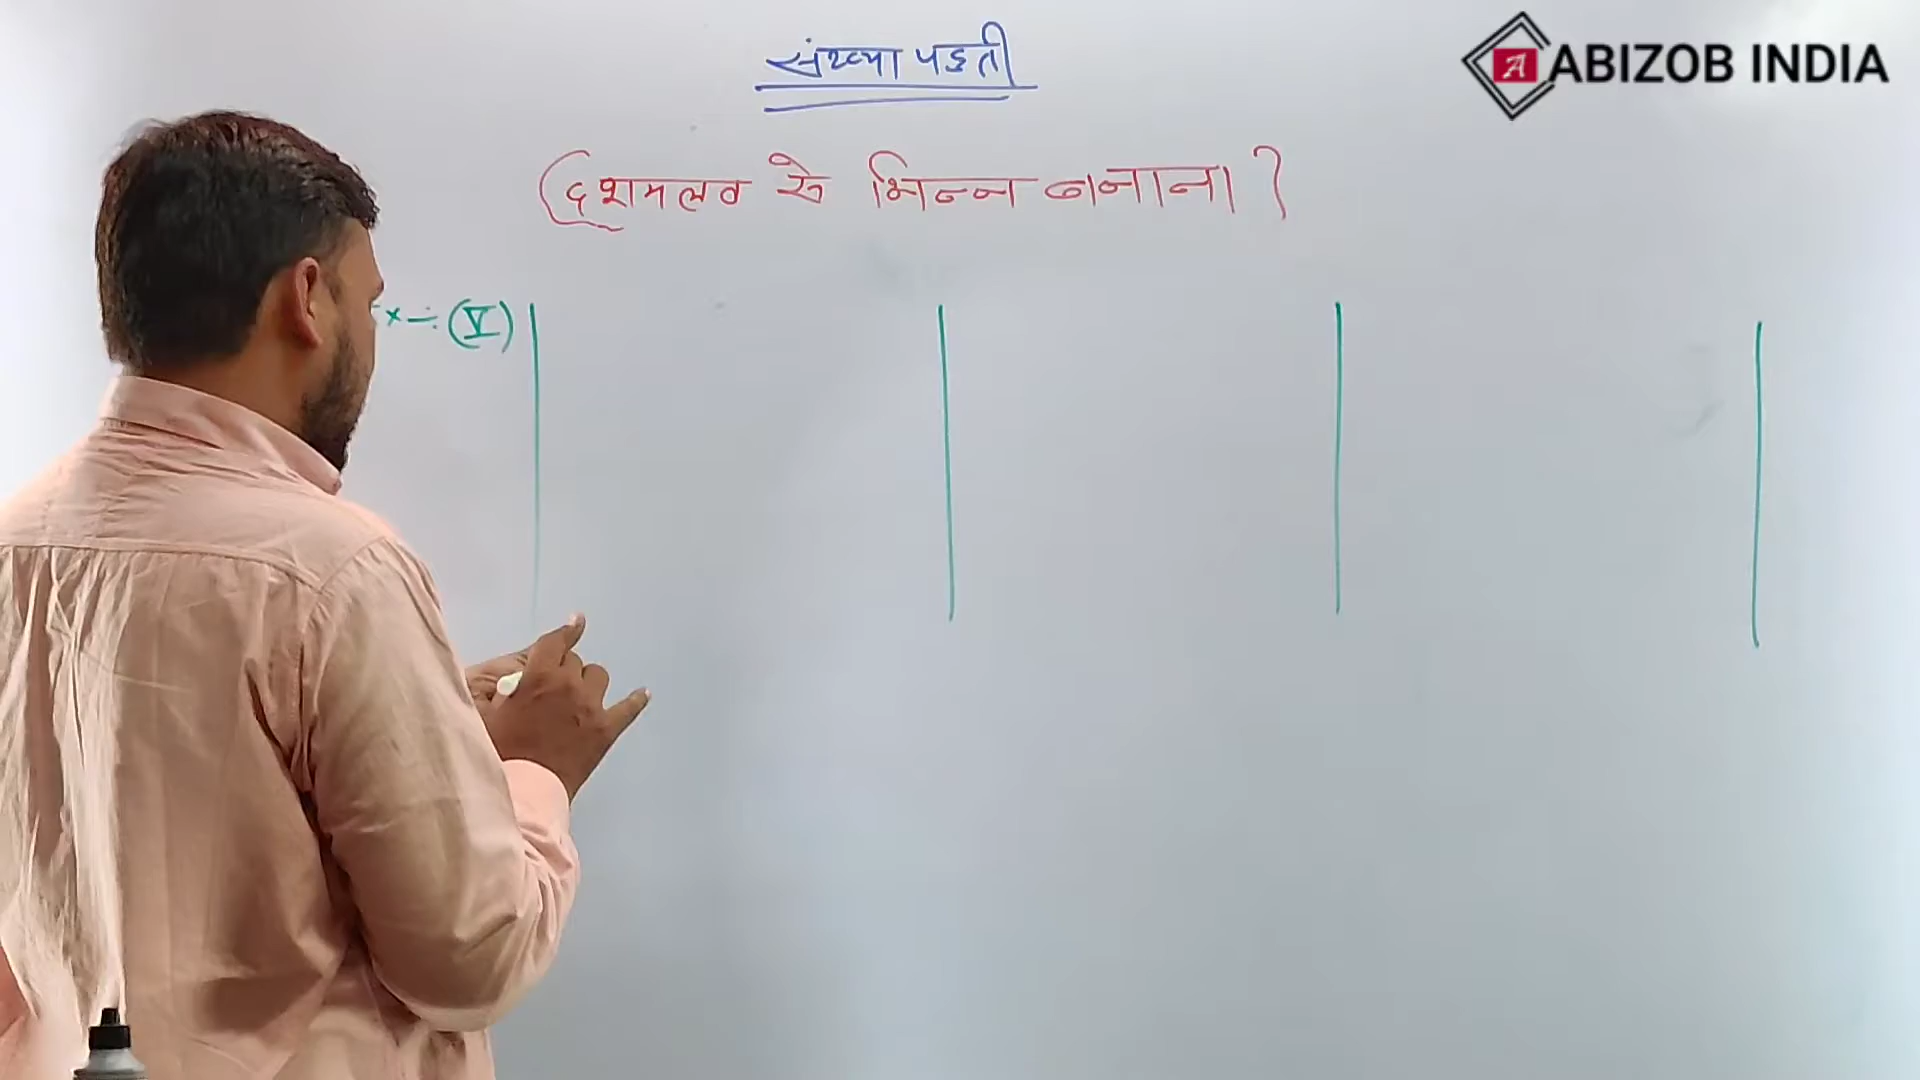 संख्या पद्धती
ABIZOB INDIA
(दशमलव से भिन्न बनाना ?
x -: (V)